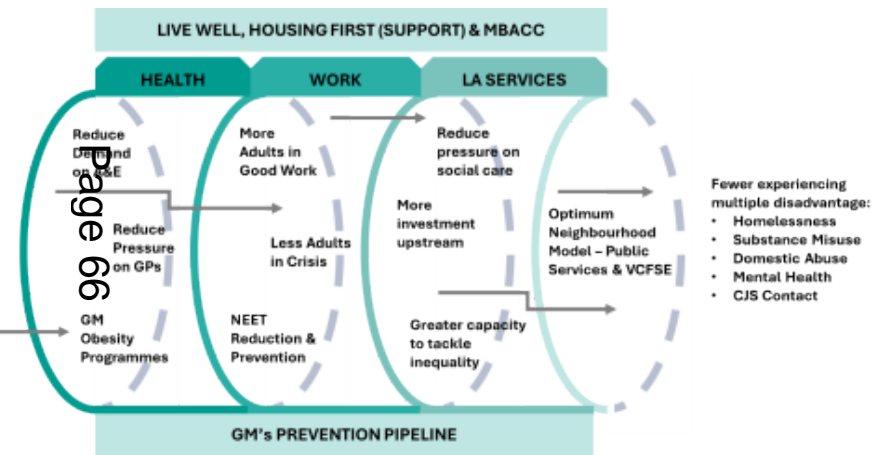 LIVE WELL, HOUSING FIRST (SUPPORT) & MBACC
HEALTH
WORK
LA SERVICES
Reduce
Demand
on A&E
Reduce
Pressure
on GPs
GM
Obesity
Programmes
More
Adults in
Good Work
Less Adults
in Crisis
NEET
Reduction &
Prevention
Reduce
pressure on
social care
More
investment
upstream
Greater capacity
to tackle
inequality
Optimum
Neighbourhood
Model – Public
Services & VCFSE
Fewer experiencing
multiple disadvantage:
• Homelessness
• Substance Misuse
• Domestic Abuse
• Mental Health
• CJS Contact
GM's PREVENTION PIPELINE
Page 66